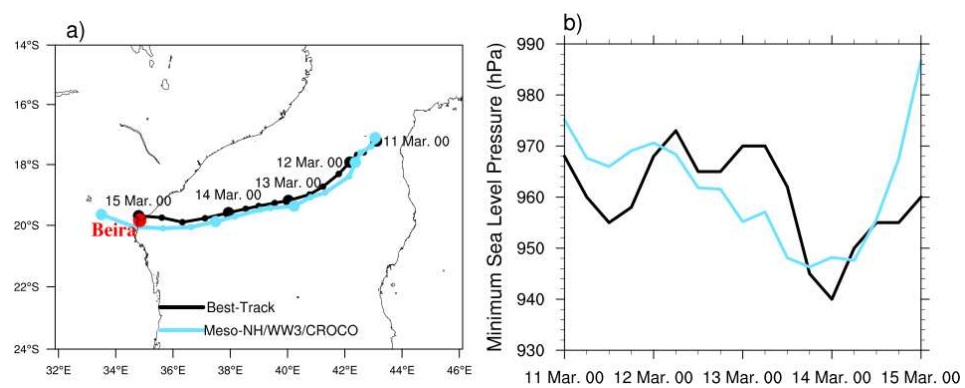 a)
14°S
16°S
18°S
20°S
22°S
24°S
32°E
34°E
36°E
38°E
40°E
42°E
44°E
46°E
11 Mar. 00
12 Mar. 00
13 Mar. 00
14 Mar. 00
15 Mar. 00
Beira
Best-Track
Meso-NH/WW3/CROCO
b)
Minimum Sea Level Pressure (hPa)
990
980
970
960
950
940
930
11 Mar. 00
12 Mar. 00
13 Mar. 00
14 Mar. 00
15 Mar. 00